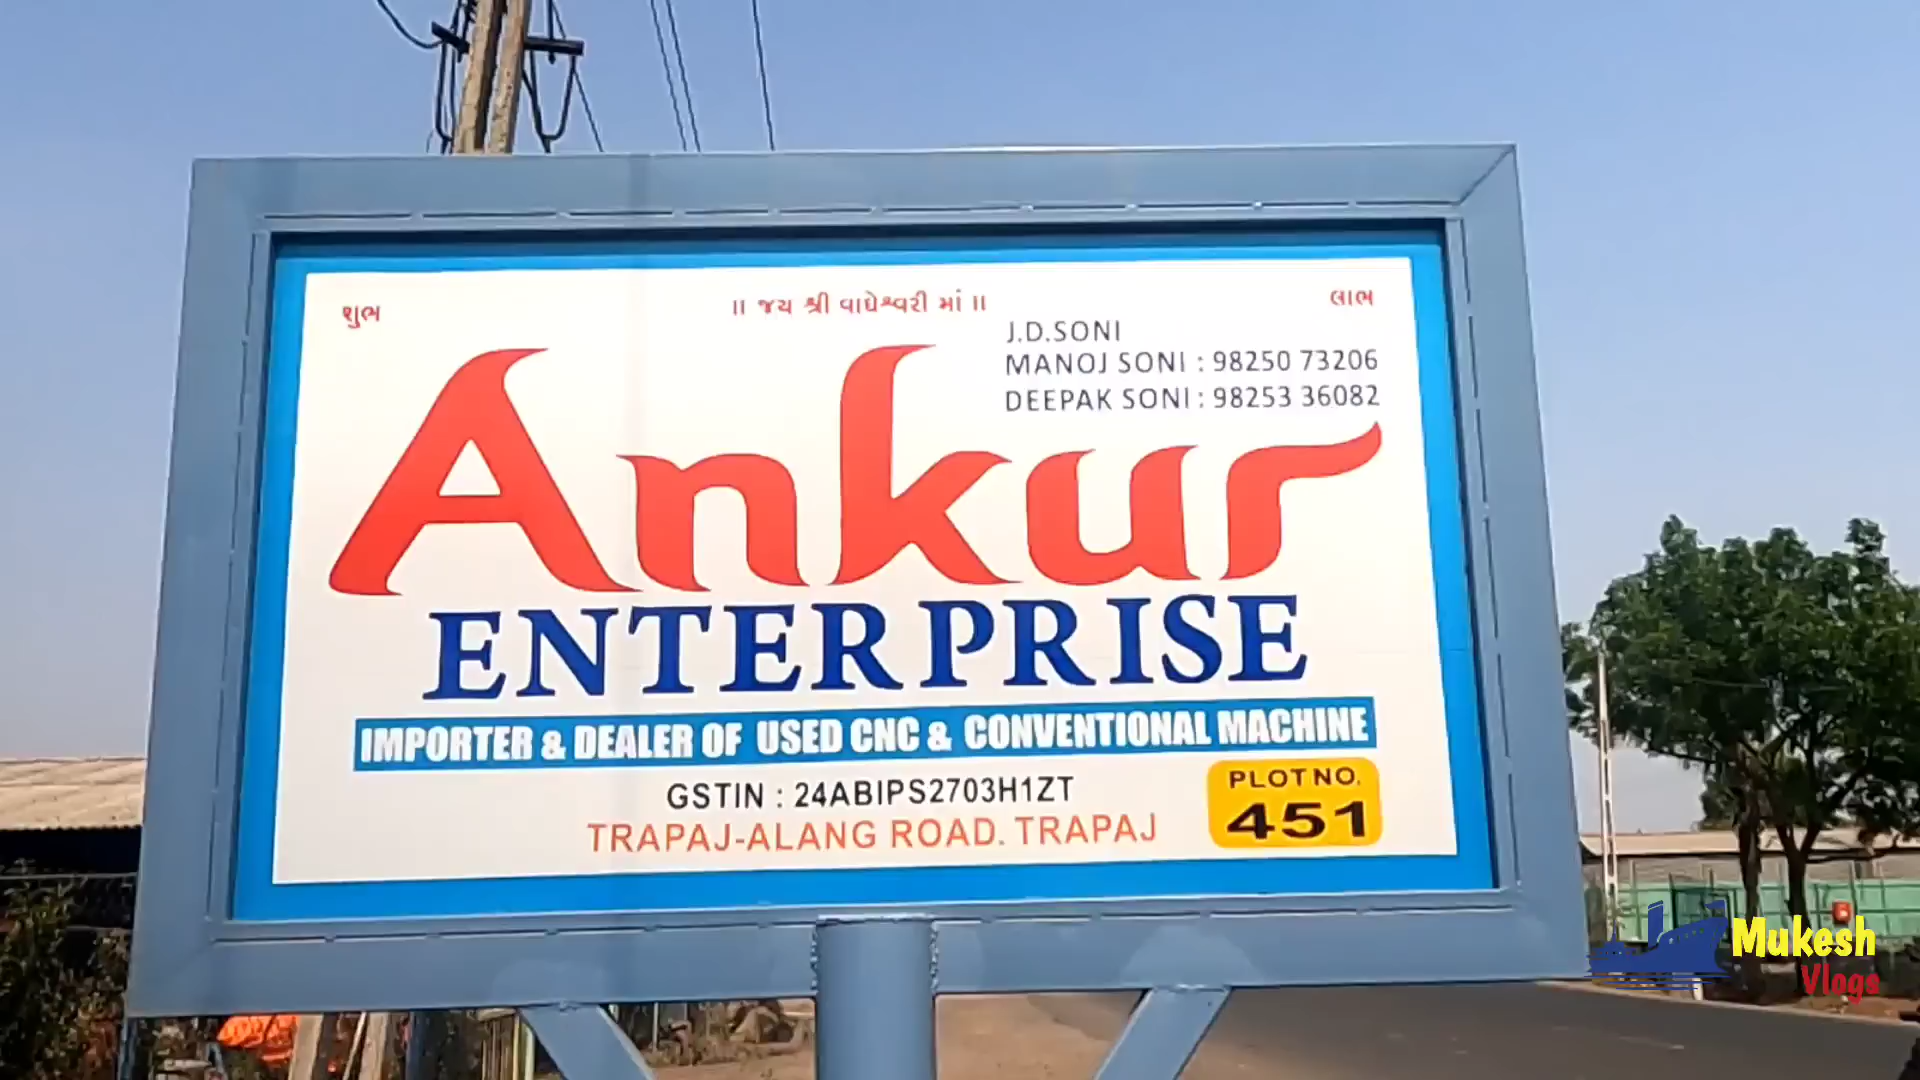 શુભ
॥ જય શ્રી વાઘેશ્વરી માં ॥
લાભ
J.D.SONI
MANOJ SONI : 98250 73206
DEEPAK SONI : 98253 36082
Ankur
ENTERPRISE
IMPORTER & DEALER OF USED CNC & CONVENTIONAL MACHINE
GSTIN : 24ABIPS2703H1ZT
TRAPAJ-ALANG ROAD. TRAPAJ
PLOT NO.
451
Mukesh
Vlogs